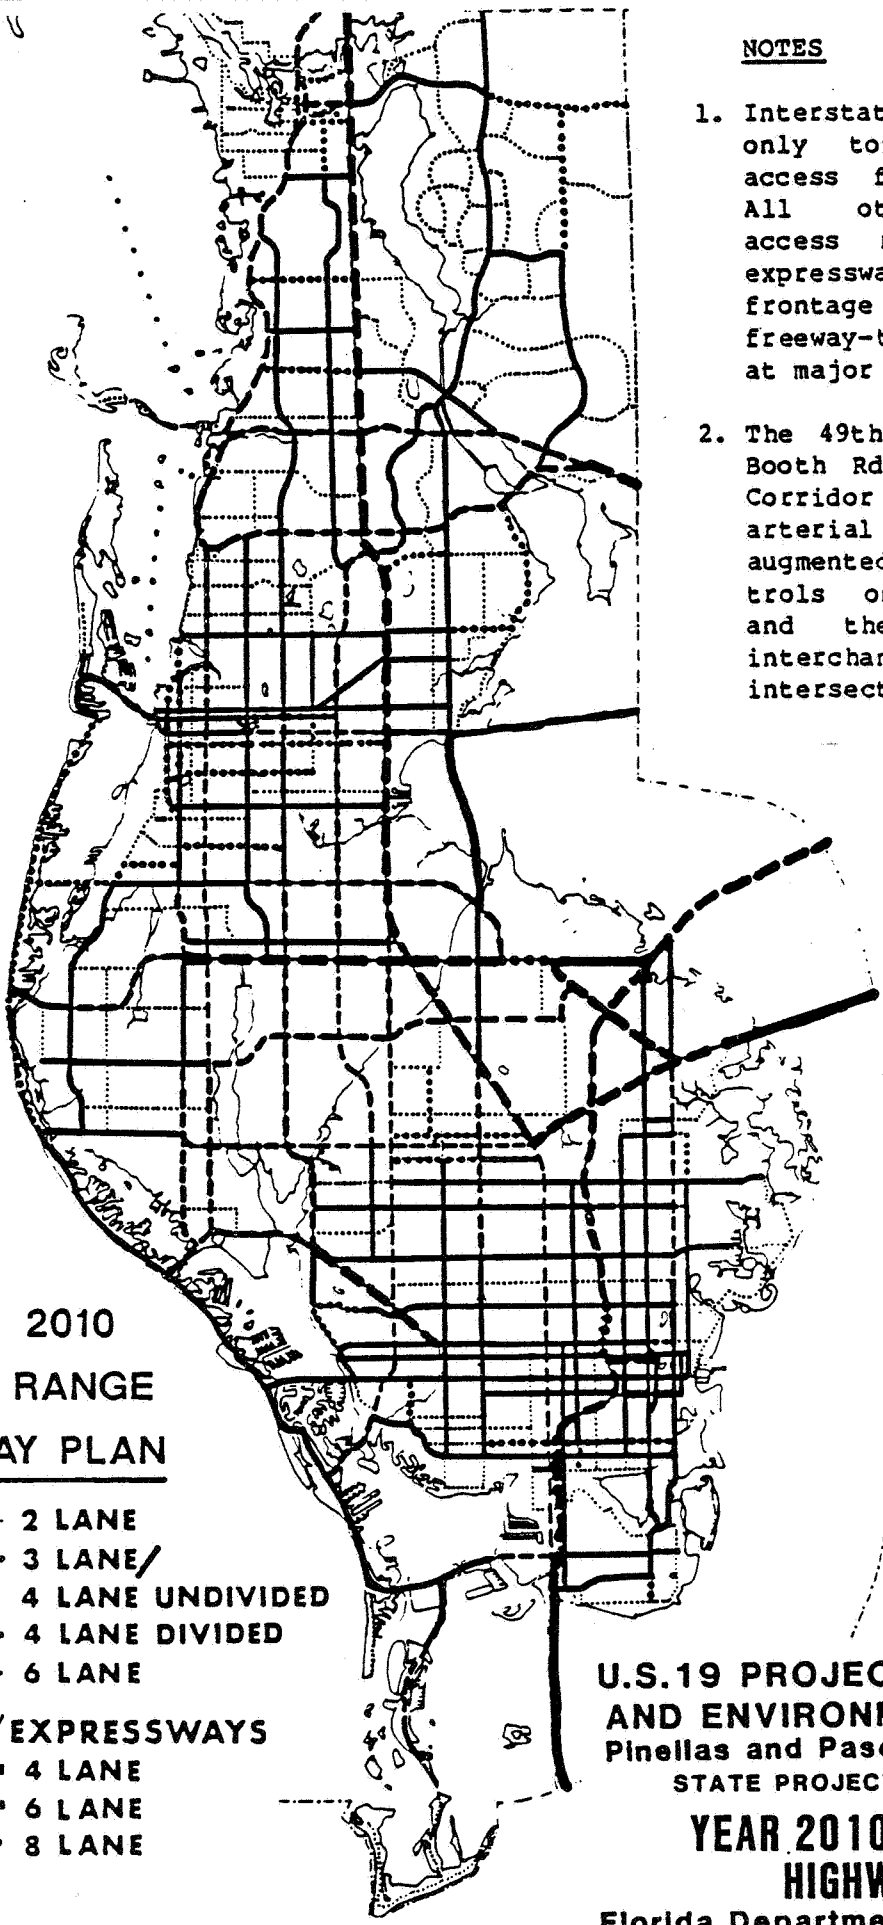 NOTES
1. Interstat
only to
access f
All ot
access
expresswa
frontage
freeway-t
at major
2. The 49th
Booth Rd
Corridor
arterial
augmented
trols or
and the
interchan
intersect
2010
RANGE
AY PLAN
2 LANE
3 LANE/
4 LANE UNDIVIDED
4 LANE DIVIDED
6 LANE
/EXPRESSWAYS
4 LANE
6 LANE
8 LANE
U.S.19 PROJEC
AND ENVIRON
Pinellas and Pasc
STATE PROJEC
YEAR 2010
HIGHW
Florida Departme